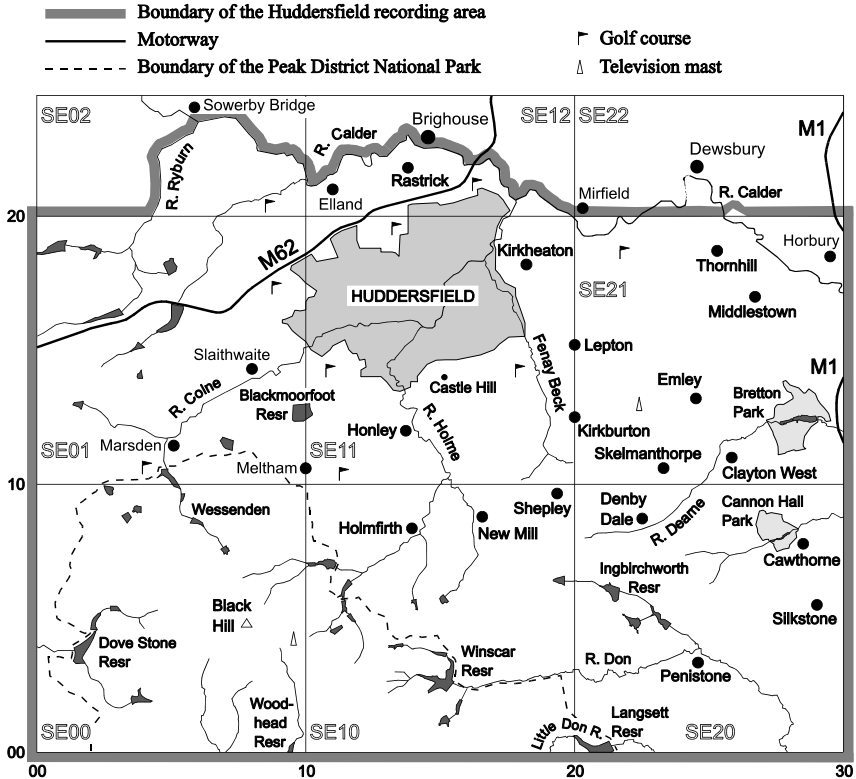 Boundary of the Huddersfield recording area
Motorway
Golf course
Boundary of the Peak District National Park
Television mast
SE02
Sowerby Bridge
R. Calder
Brighouse
SE12
SE22
M1
R. Ryburn
Dewsbury
Rastrick
Elland
Mirfield
R. Calder
20
M62
Kirkheaton
Horbury
Thornhill
SE21
HUDDERSFIELD
Middlestown
Slaithwaite
Fenay Beck
Lepton
M1
R. Colne
Castle Hill
Emley
Bretton
Park
Blackmoorfoot
Resr
R. Holme
Honley
Kirkburton
SE01
Marsden
SE11
Skelmanthorpe
Meltham
Clayton West
10
Wessenden
Shepley
Denby
Dale
R. Dearne
Cannon Hall
Park
Holmfirth
New Mill
Cawthorne
Ingbirchworth
Resr
Black
Hill
Silkstone
Dove Stone
Resr
Winscar
Resr
R. Don
Penistone
Wood-
head
Resr
Little Don R.
Langsett
Resr
SE00
SE10
SE20
00
00
10
20
30